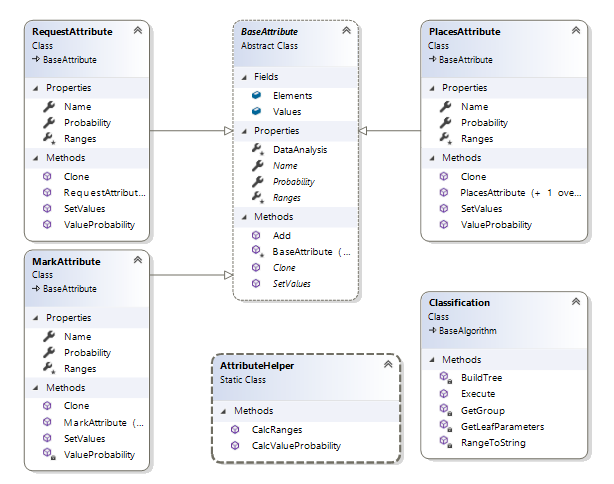 RequestAttribute
Class
BaseAttribute
Properties
Name
Probability
Ranges
Methods
Clone
RequestAttribut...
SetValues
ValueProbability
BaseAttribute
Abstract Class
Fields
Elements
Values
Properties
DataAnalysis
Name
Probability
Ranges
Methods
Add
BaseAttribute ( ...
Clone
SetValues
PlacesAttribute
Class
BaseAttribute
Properties
Name
Probability
Ranges
Methods
Clone
PlacesAttribute (+ 1 ove...
SetValues
ValueProbability
MarkAttribute
Class
BaseAttribute
Properties
Name
Probability
Ranges
Methods
Clone
MarkAttribute (...
SetValues
ValueProbability
AttributeHelper
Static Class
Methods
CalcRanges
CalcValueProbability
Classification
Class
BaseAlgorithm
Methods
BuildTree
Execute
GetGroup
GetLeafParameters
RangeToString